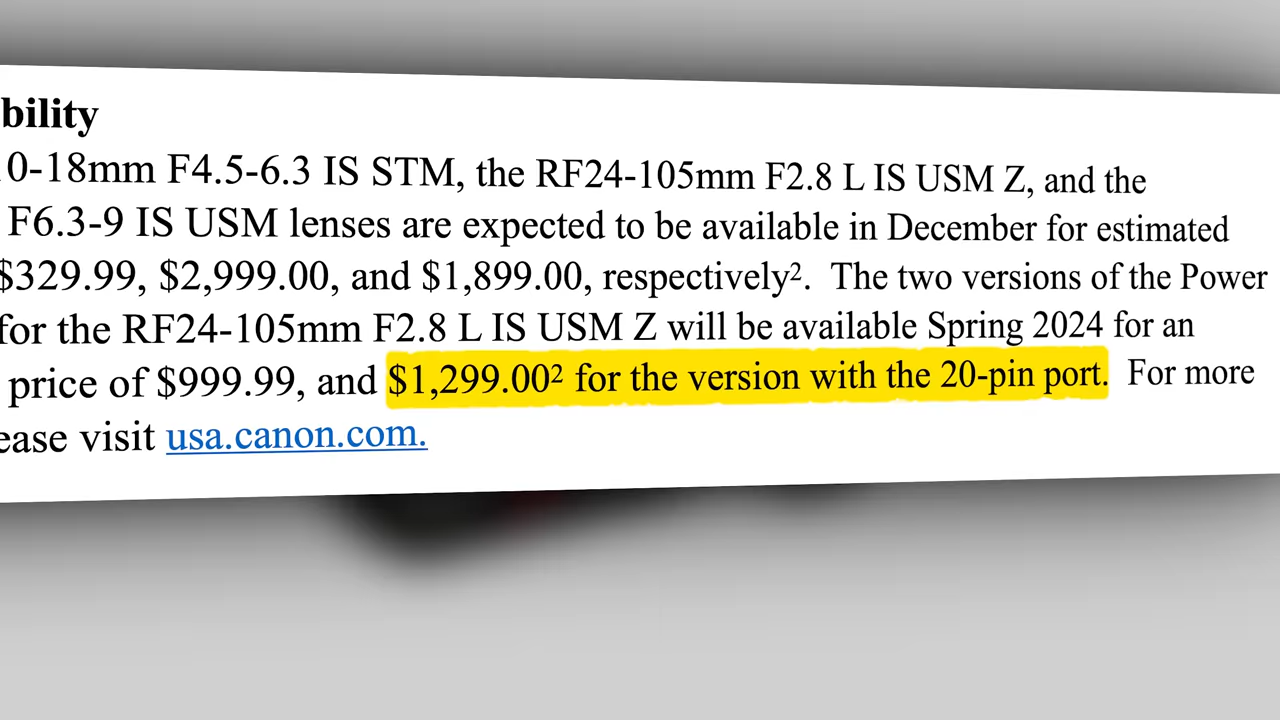 bility
0-18mm F4.5-6.3 IS STM, the RF24-105mm F2.8 L IS USM Z, and the
F6.3-9 IS USM lenses are expected to be available in December for estimated
$329.99, $2,999.00, and $1,899.00, respectively². The two versions of the Power
for the RF24-105mm F2.8 L IS USM Z will be available Spring 2024 for an
price of $999.99, and $1,299.00² for the version with the 20-pin port. For more
ease visit usa.canon.com.